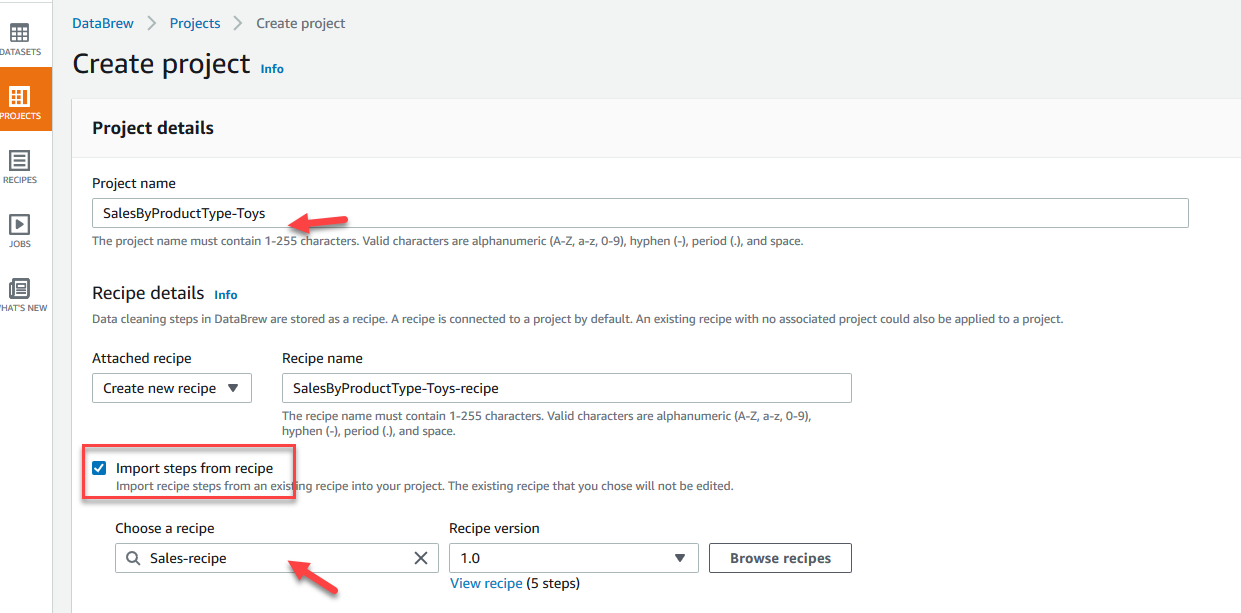 DataBrew > Projects > Create project
DATASETS
Create project Info
PROJECTS
Project details
RECIPES
Project name
SalesByProductType-Toys
JOBS
The project name must contain 1-255 characters. Valid characters are alphanumeric (A-Z, a-z, 0-9), hyphen (-), period (.), and space.
Recipe details Info
HAT'S NEW
Data cleaning steps in DataBrew are stored as a recipe. A recipe is connected to a project by default. An existing recipe with no associated project could also be applied to a project.
Attached recipe Recipe name
Create new recipe SalesByProductType-Toys-recipe
The recipe name must contain 1-255 characters. Valid characters are alphanumeric (A-Z, a-z, 0-9),
hyphen (-), period (.), and space.
Import steps from recipe
Import recipe steps from an existing recipe into your project. The existing recipe that you chose will not be edited.
Choose a recipe Recipe version
Sales-recipe 1.0 Browse recipes
View recipe (5 steps)